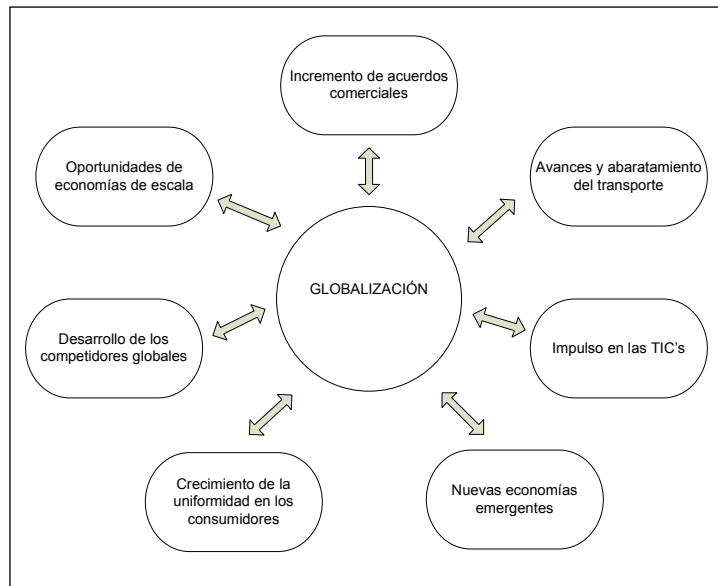 Incremento de acuerdos
comerciales
Oportunidades de
economías de escala
Avances y abaratamiento
del transporte
GLOBALIZACIÓN
Desarrollo de los
competidores globales
Impulso en las TIC's
Crecimiento de la
uniformidad en los
consumidores
Nuevas economías
emergentes